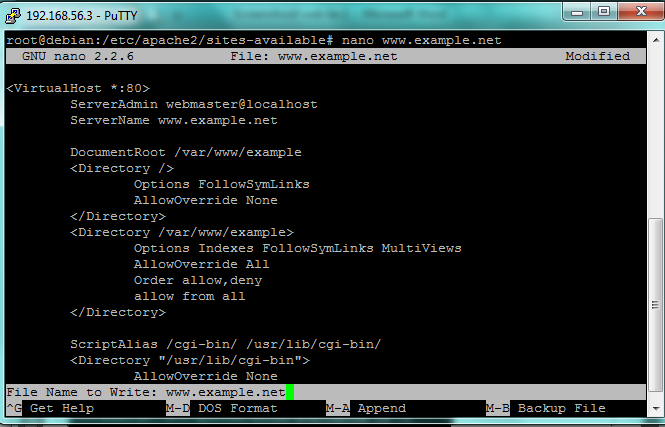 192.168.56.3 - PuTTY
root@debian:/etc/apache2/sites-available# nano www.example.net
GNU nano 2.2.6 File: www.example.net Modified
<VirtualHost *:80>
ServerAdmin webmaster@localhost
ServerName www.example.net
DocumentRoot /var/www/example
<Directory />
Options FollowSymLinks
AllowOverride None
</Directory>
<Directory /var/www/example>
Options Indexes FollowSymLinks MultiViews
AllowOverride All
Order allow,deny
allow from all
</Directory>
ScriptAlias /cgi-bin/ /usr/lib/cgi-bin/
<Directory "/usr/lib/cgi-bin">
AllowOverride None
File Name to Write: www.example.net
^G Get Help M-D DOS Format M-A Append M-B Backup File